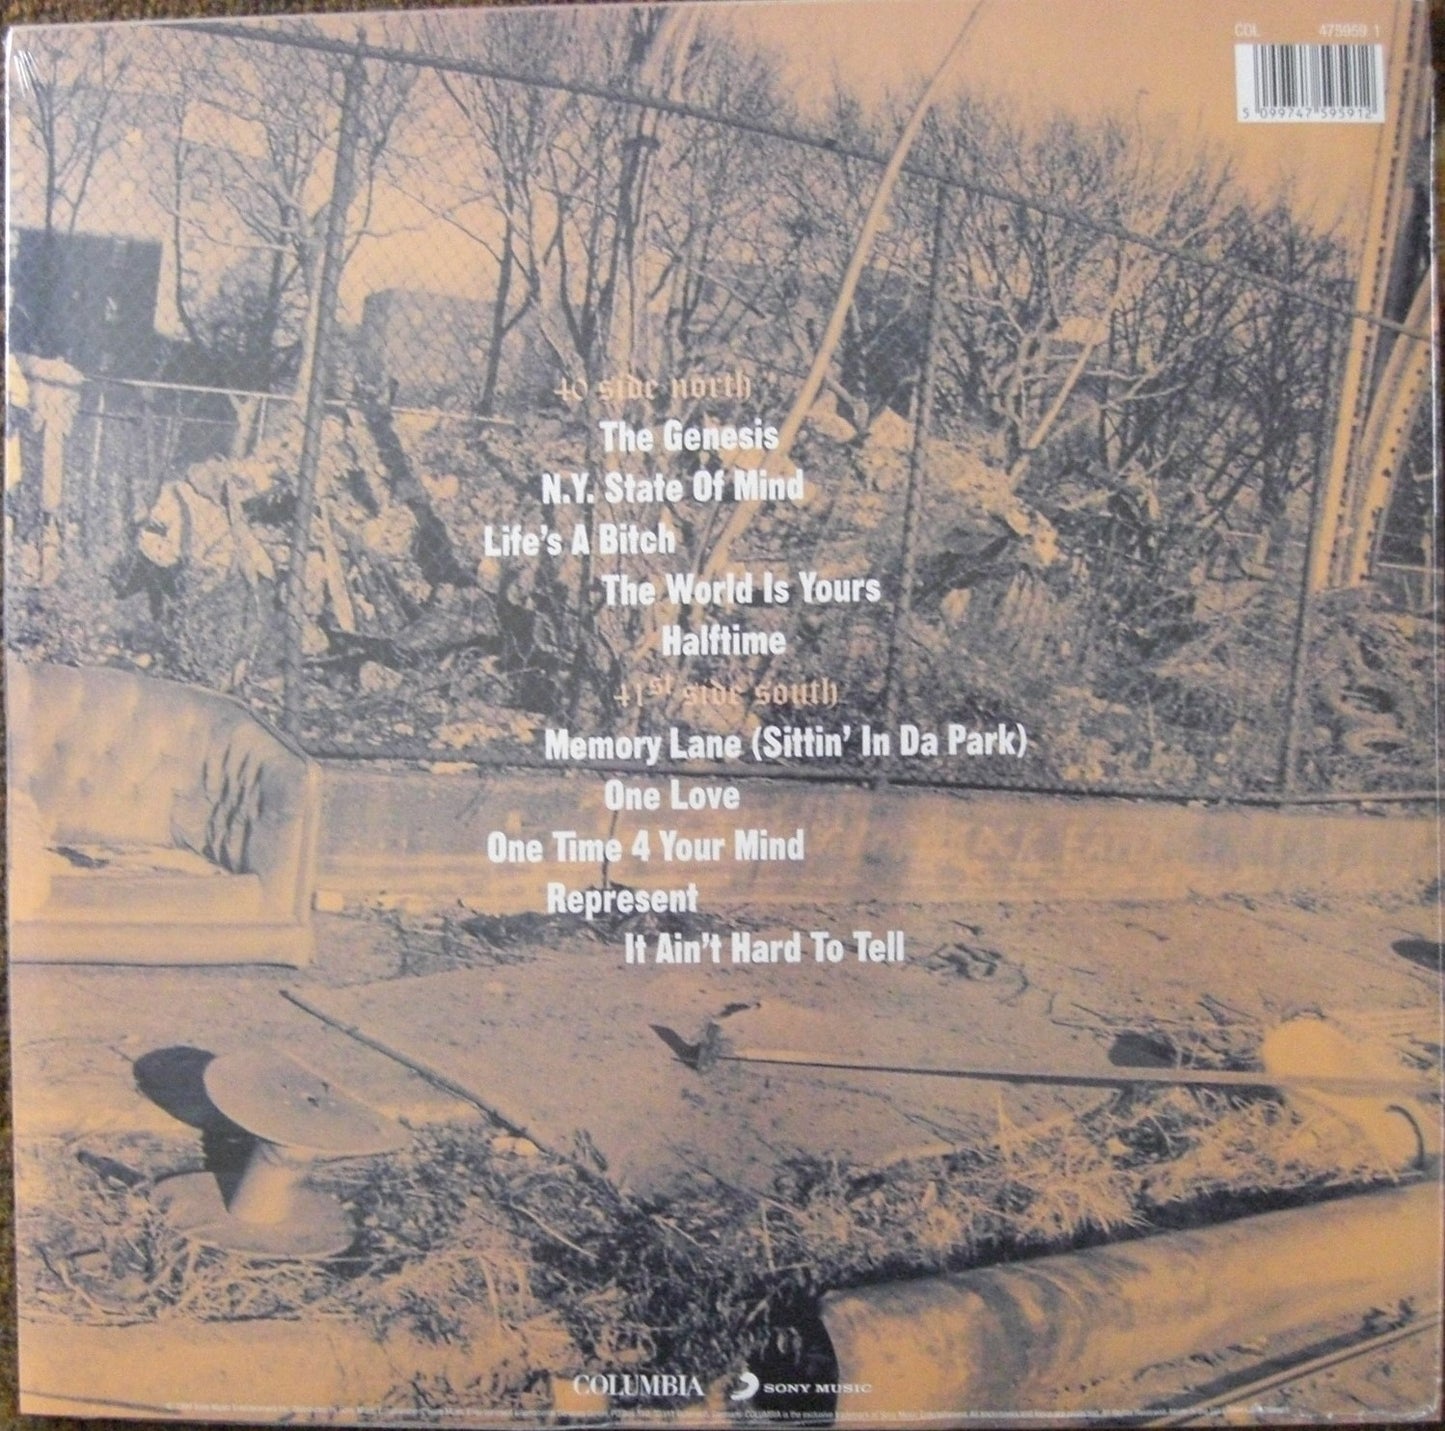 COL 475959 1
5 099747 595912
40 side north
The Genesis
N.Y. State Of Mind
Life's A Bitch
The World Is Yours
Halftime
41st side south
Memory Lane (Sittin' In Da Park)
One Love
One Time 4 Your Mind
Represent
It Ain't Hard To Tell
COLUMBIA SONY MUSIC